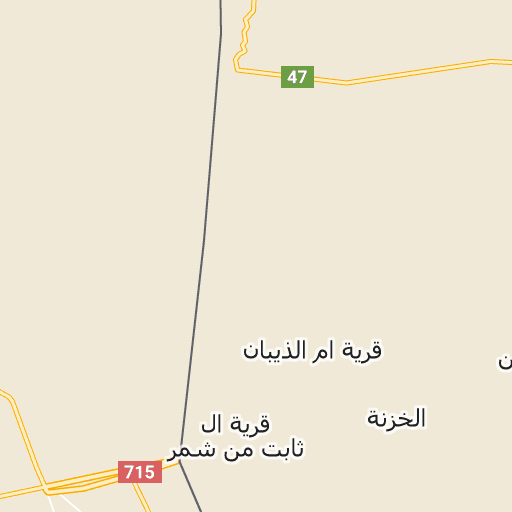 47
قرية ام الذيبان
الخزنة
قرية ال
ثابت من شمر
715